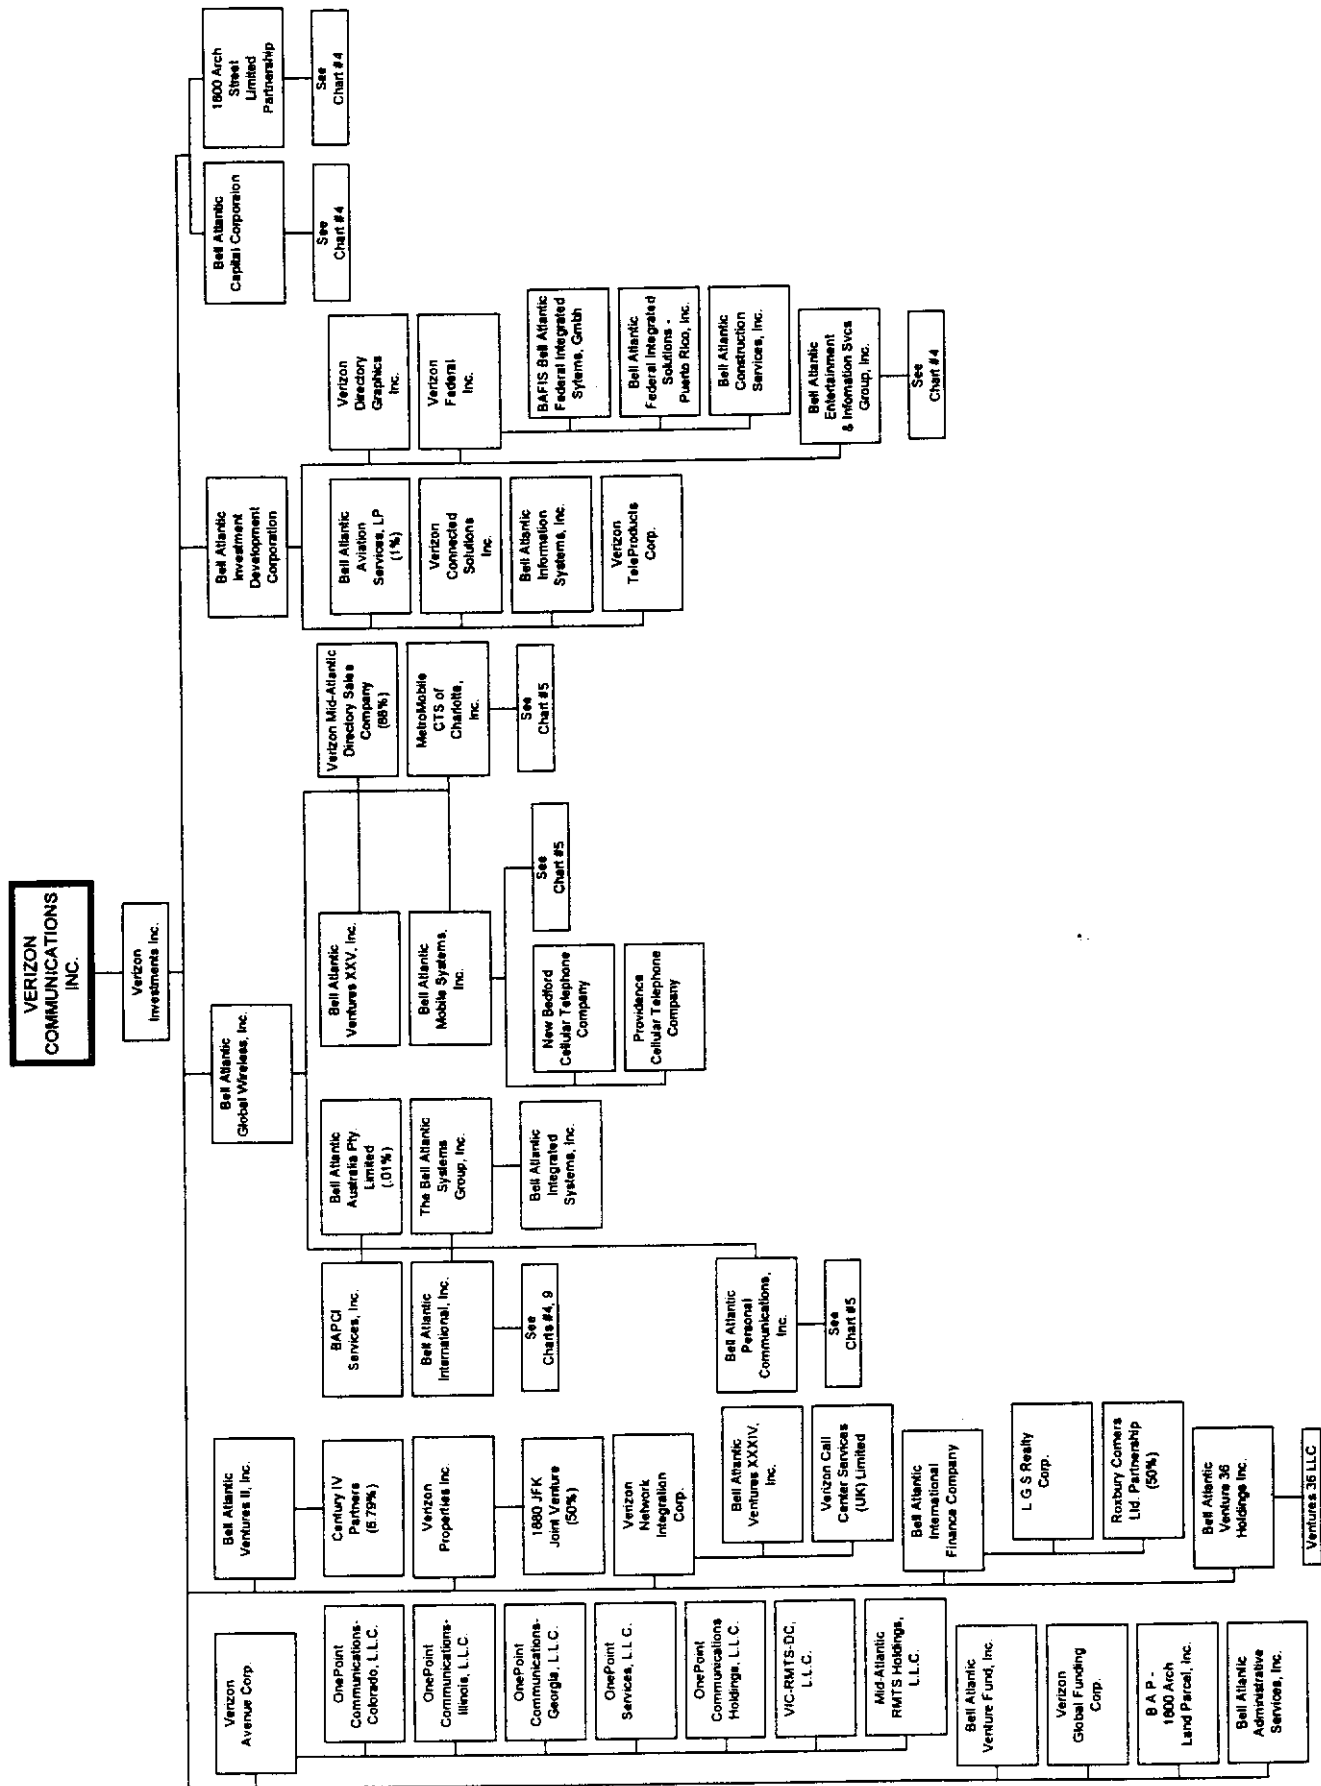 VERIZON
COMMUNICATIONS
INC.
Verizon
Investments Inc.
Verizon
Avenue Corp.
OnePoint
Communications-
Colorado, L.L.C.
OnePoint
Communications-
Illinois, L.L.C.
OnePoint
Communications-
Georgia, L.L.C.
OnePoint
Services, L.L.C.
OnePoint
Communications
Holdings, L.L.C.
VIC-RMTS-DC,
L.L.C.
Mid-Atlantic
RMTS Holdings,
L.L.C.
Bell Atlantic
Venture Fund, Inc.
Verizon
Global Funding
Corp.
B A P -
1800 Arch
Land Parcel, Inc.
Bell Atlantic
Administrative
Services, Inc.
Bell Atlantic
Ventures II, Inc.
Century IV
Partners
(5.79%)
Verizon
Properties Inc.
1880 JFK
Joint Venture
(50%)
Verizon
Network
Integration
Corp.
Bell Atlantic
Ventures XXXIV,
Inc.
Verizon Call
Center Services
(UK) Limited
Bell Atlantic
International
Finance Company
L G S Realty
Corp.
Roxbury Corners
Ltd. Partnership
(50%)
Bell Atlantic
Venture 36
Holdings Inc.
Ventures 36 LLC
Bell Atlantic
Global Wireless, Inc.
BAPCI
Services, Inc.
Bell Atlantic
Australia Pty.
Limited
(.01%)
Bell Atlantic
International, Inc.
The Bell Atlantic
Systems
Group, Inc.
See
Charts #4, 9
Bell Atlantic
Integrated
Systems, Inc.
Bell Atlantic
Personal
Communications,
Inc.
See
Chart #5
Bell Atlantic
Ventures XXV, Inc.
Verizon Mid-Atlantic
Directory Sales
Company
(88%)
Bell Atlantic
Mobile Systems,
Inc.
MetroMobile
CTS of
Charlotte,
Inc.
See
Chart #5
New Bedford
Cellular Telephone
Company
Providence
Cellular Telephone
Company
See
Chart #5
Bell Atlantic
Investment
Development
Corporation
Bell Atlantic
Aviation
Services, LP
(1%)
Verizon
Connected
Solutions
Inc.
Bell Atlantic
Information
Systems, Inc.
Verizon
TeleProducts
Corp.
Verizon
Directory
Graphics
Inc.
Verizon
Federal
Inc.
BAFIS Bell Atlantic
Federal Integrated
Sytems, Gmbh
Bell Atlantic
Federal Integrated
Solutions -
Puerto Rico, Inc.
Bell Atlantic
Construction
Services, Inc.
Bell Atlantic
Entertainment
& Infomation Svcs
Group, Inc.
See
Chart #4
Bell Atlantic
Capital Corporaion
See
Chart #4
1800 Arch
Street
Limited
Partnership
See
Chart #4